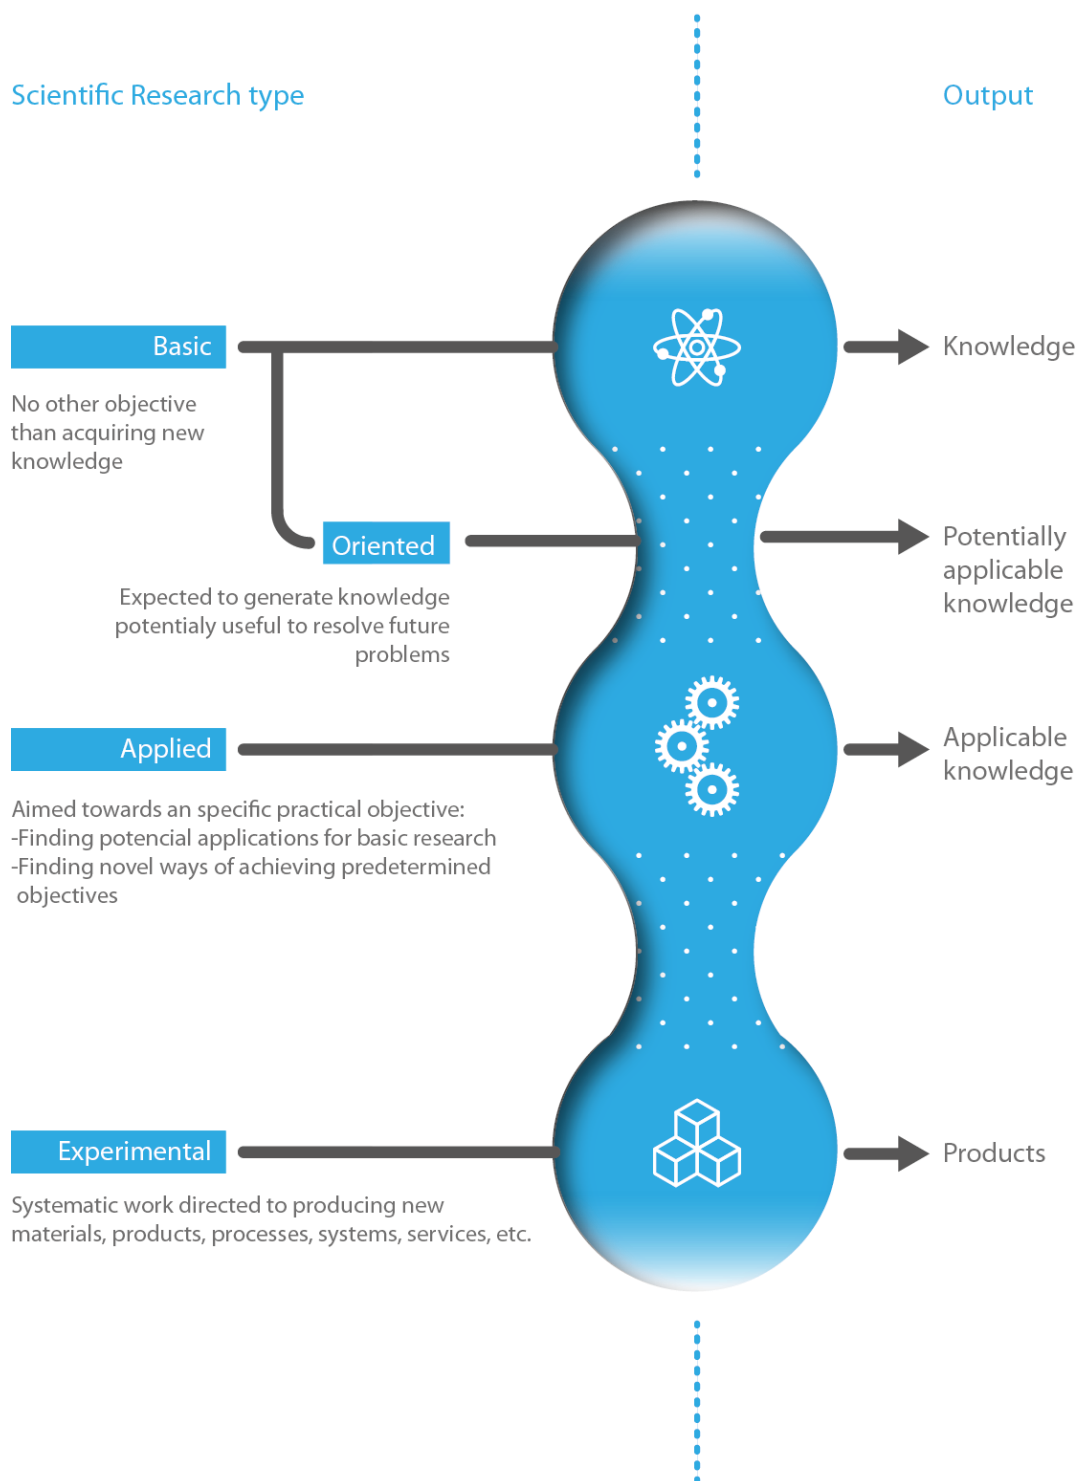 Scientific Research type
Output
Basic
Knowledge
No other objective
than acquiring new
knowledge
Oriented
Potentially
applicable
knowledge
Expected to generate knowledge
potentialy useful to resolve future
problems
Applied
Applicable
knowledge
Aimed towards an specific practical objective:
-Finding potencial applications for basic research
-Finding novel ways of achieving predetermined
objectives
Experimental
Products
Systematic work directed to producing new
materials, products, processes, systems, services, etc.